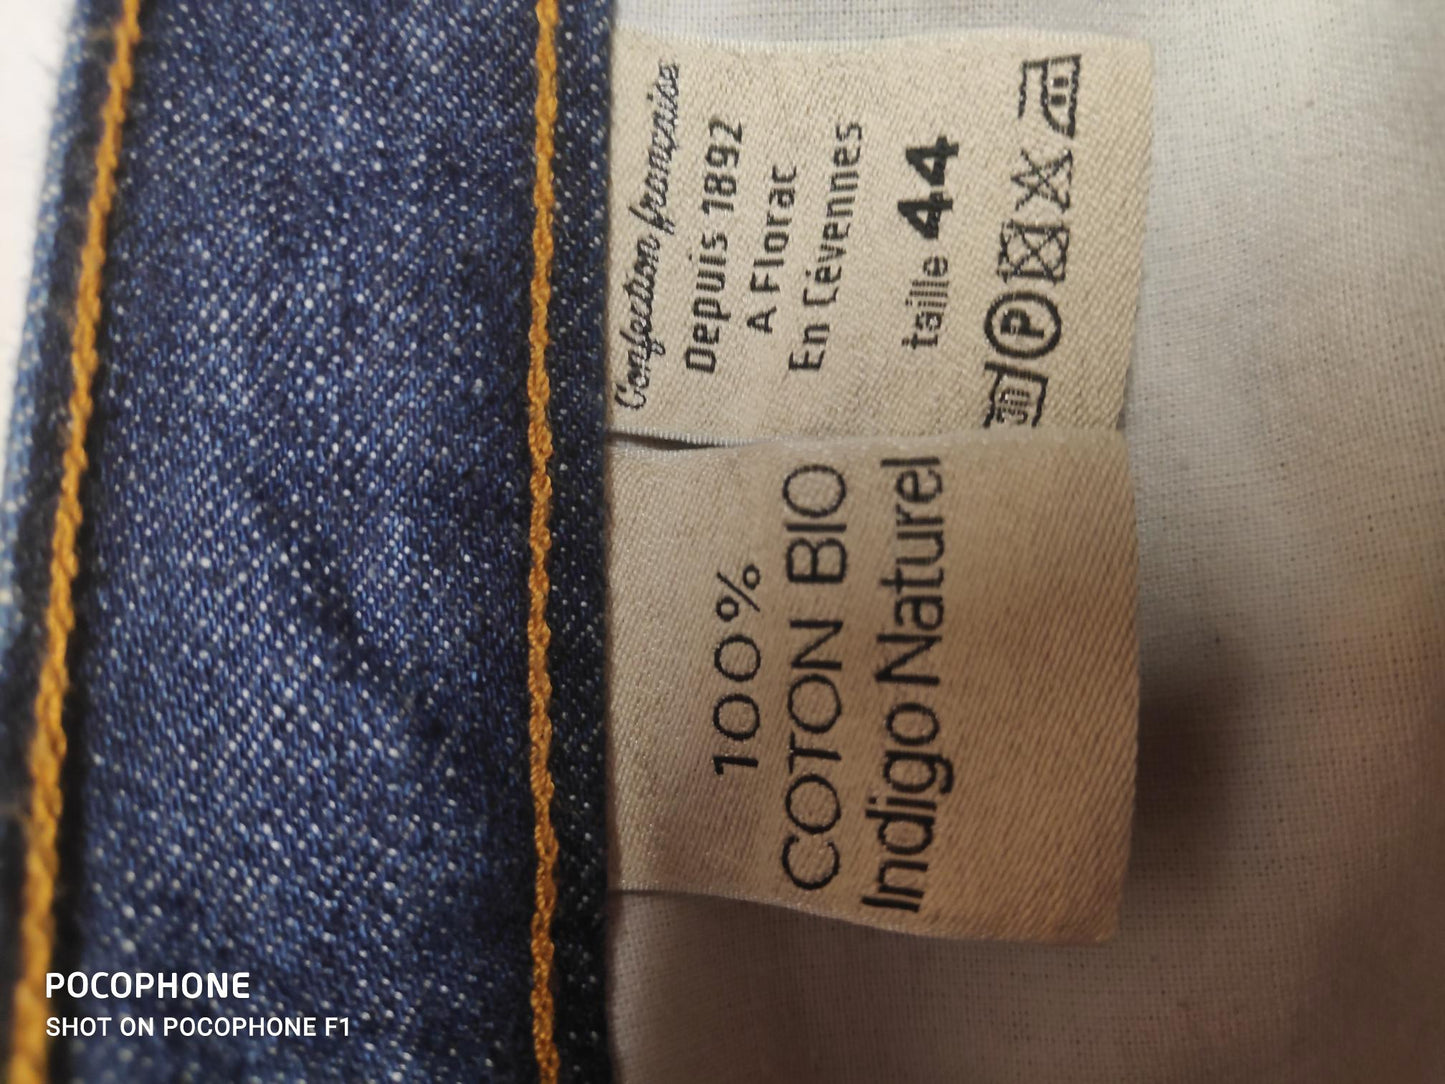 Confection française
Depuis 1892
A Florac
En Cévennes
taille 44
P
100%
COTON BIO
Indigo Naturel
POCOPHONE
SHOT ON POCOPHONE F1